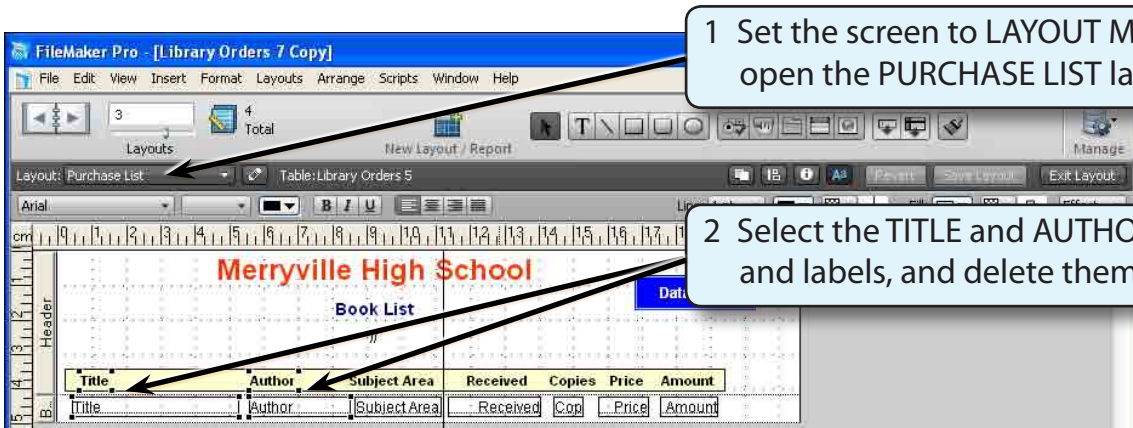 1 Set the screen to LAYOUT M
open the PURCHASE LIST la
FileMaker Pro - [Library Orders 7 Copy]
File Edit View Insert Format Layouts Arrange Scripts Window Help
3
4
Total
Layouts
New Layout / Report
Manage
Layout: Purchase List
Table: Library Orders 5
Revert
Save Layout
Exit Layout
Arial
B I U
2 Select the TITLE and AUTHO
and labels, and delete them
cm
Merryville High School
Book List
//
Header
Title Author Subject Area Received Copies Price Amount
Title Author Subject Area Received Cop Price Amount
B..